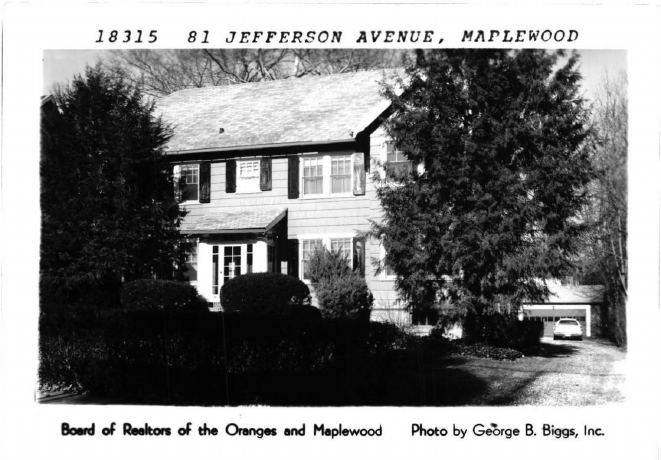 18315 81 JEFFERSON AVENUE, MAPLEWOOD
Board of Realtors of the Oranges and Maplewood Photo by George B. Biggs, Inc.